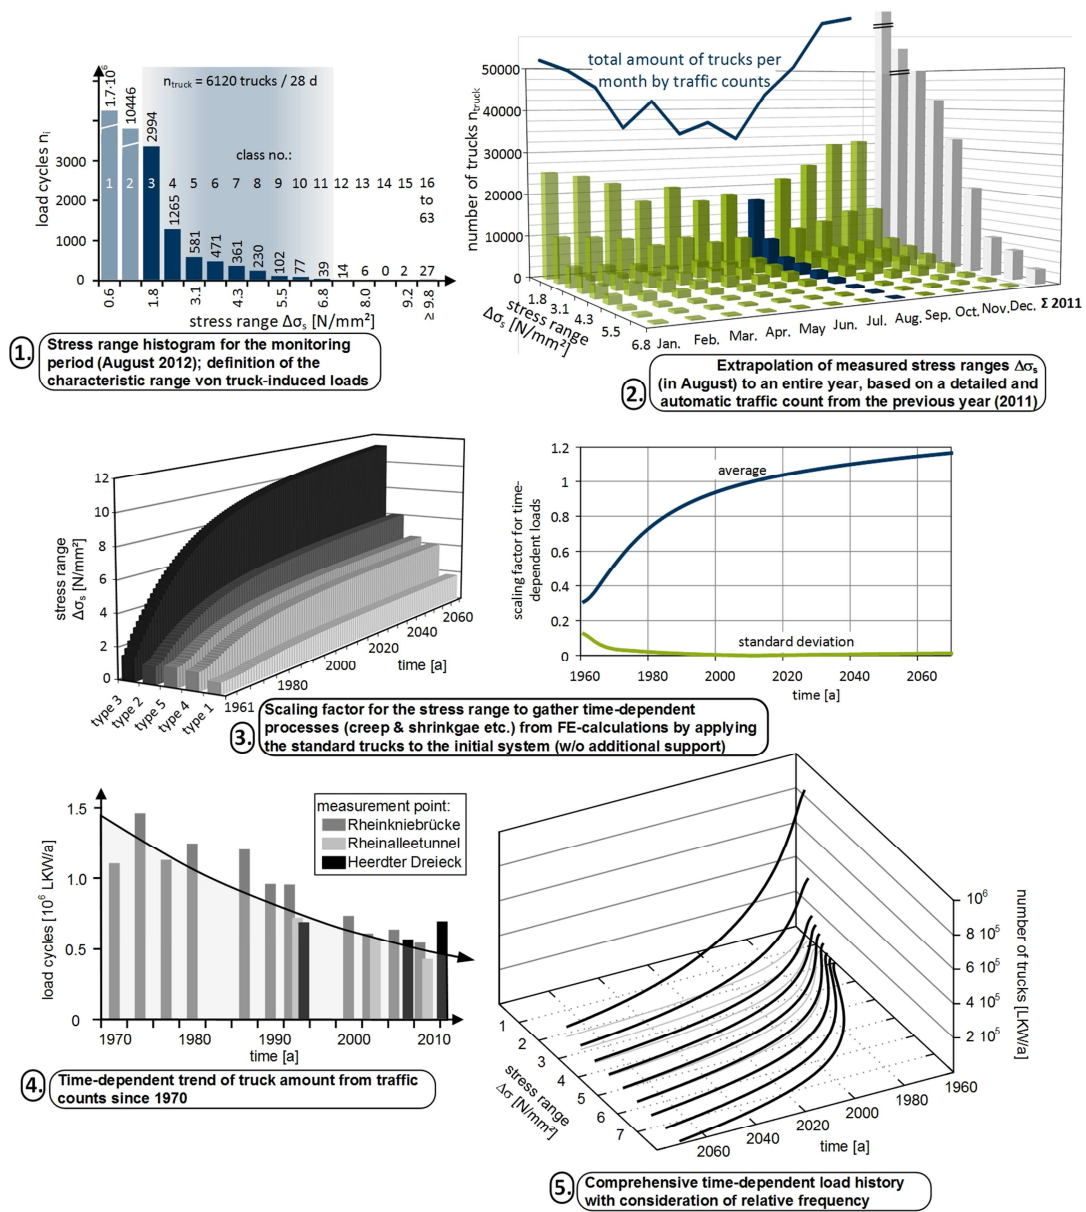 n_truck = 6120 trucks / 28 d
load cycles n_i
1.7·10⁶
10446
2994
1265
581
471
361
230
102
77
39
14
6
0
2
27
class no.:
1 2 3 4 5 6 7 8 9 10 11 12 13 14 15 16
to
63
3000
2000
1000
0
0.6 1.8 3.1 4.3 5.5 6.8 8.0 9.2 ≥ 9.8
stress range Δσs [N/mm²]
1.
Stress range histogram for the monitoring
period (August 2012); definition of the
characteristic range von truck-induced loads
total amount of trucks per
month by traffic counts
number of trucks n_truck
50000
40000
30000
20000
10000
0
1.8
3.1
4.3
5.5
6.8
stress range
Δσs [N/mm²]
Jan. Feb. Mar. Apr. May Jun. Jul. Aug. Sep. Oct. Nov. Dec. Σ 2011
2.
Extrapolation of measured stress ranges Δσs
(in August) to an entire year, based on a detailed and
automatic traffic count from the previous year (2011)
stress range
Δσs [N/mm²]
12
10
8
6
4
2
0
type 3
type 2
type 5
type 4
type 1
1961
1980
2000
2020
2040
2060
time [a]
scaling factor for time-
dependent loads
1.2
1
0.8
0.6
0.4
0.2
0
average
standard deviation
1960 1980 2000 2020 2040 2060
time [a]
3.
Scaling factor for the stress range to gather time-dependent
processes (creep & shrinkgae etc.) from FE-calculations by applying
the standard trucks to the initial system (w/o additional support)
load cycles [10⁶ LKW/a]
1.5
1.0
0.5
0
measurement point:
Rheinkniebrücke
Rheinalleetunnel
Heerdter Dreieck
1970 1980 1990 2000 2010
time [a]
4.
Time-dependent trend of truck amount from traffic
counts since 1970
number of trucks [LKW/a]
10⁶
8 10⁵
6 10⁵
4 10⁵
2 10⁵
1
2
3
4
5
6
7
stress range
Δσ [N/mm²]
2060
2040
2020
2000
1980
1960
time [a]
5.
Comprehensive time-dependent load history
with consideration of relative frequency